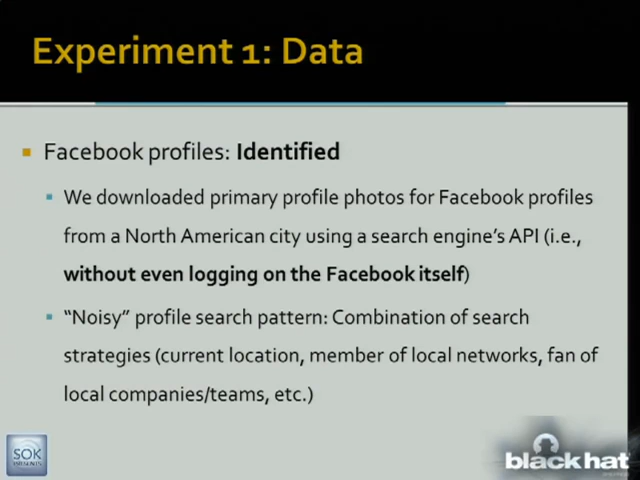 Experiment 1: Data
Facebook profiles: Identified
We downloaded primary profile photos for Facebook profiles
from a North American city using a search engine's API (i.e.,
without even logging on the Facebook itself)
“Noisy” profile search pattern: Combination of search
strategies (current location, member of local networks, fan of
local companies/teams, etc.)
SOK
PRESENTS
black hat